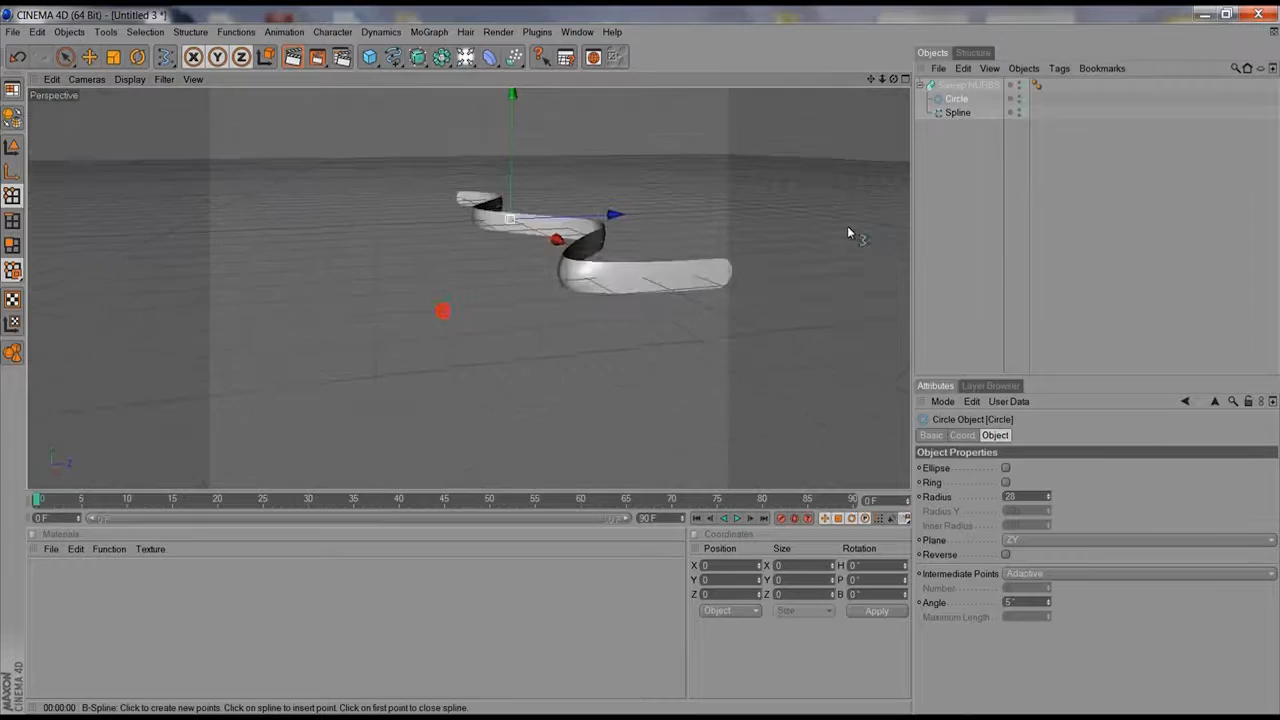 CINEMA 4D (64 Bit) - [Untitled 3 *]
File Edit Objects Tools Selection Structure Functions Animation Character Dynamics MoGraph Hair Render Plugins Window Help
X Y Z
Objects Structure
File Edit View Objects Tags Bookmarks
Edit Cameras Display Filter View
Perspective
Sweep NURBS
Circle
Spline
Z
Attributes Layer Browser
Mode Edit User Data
Circle Object [Circle]
Basic Coord. Object
Object Properties
Ellipse
Ring
Radius 28
Radius Y
Inner Radius
Plane ZY
Reverse
Intermediate Points Adaptive
Number
Angle 5°
Maximum Length
0 5 10 15 20 25 30 35 40 45 50 55 60 65 70 75 80 85 90 0 F
0 F 0 F 90 F 90 F
Materials
File Edit Function Texture
Coordinates
Position Size Rotation
X 0 X 0 H 0°
Y 0 Y 0 P 0°
Z 0 Z 0 B 0°
Object Size Apply
MAXON CINEMA 4D
00:00:00 B-Spline: Click to create new points. Click on spline to insert point. Click on first point to close spline.